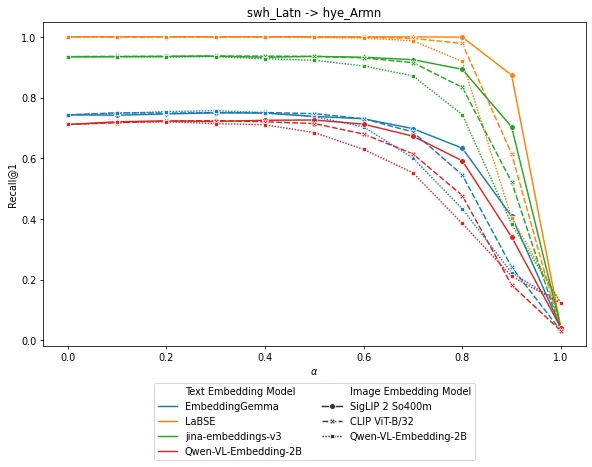 swh_Latn -> hye_Armn
1.0
0.8
0.6
0.4
0.2
0.0
Recall@1
0.0 0.2 0.4 0.6 0.8 1.0
α
Text Embedding Model
EmbeddingGemma
LaBSE
jina-embeddings-v3
Qwen-VL-Embedding-2B
Image Embedding Model
SigLIP 2 So400m
CLIP ViT-B/32
Qwen-VL-Embedding-2B